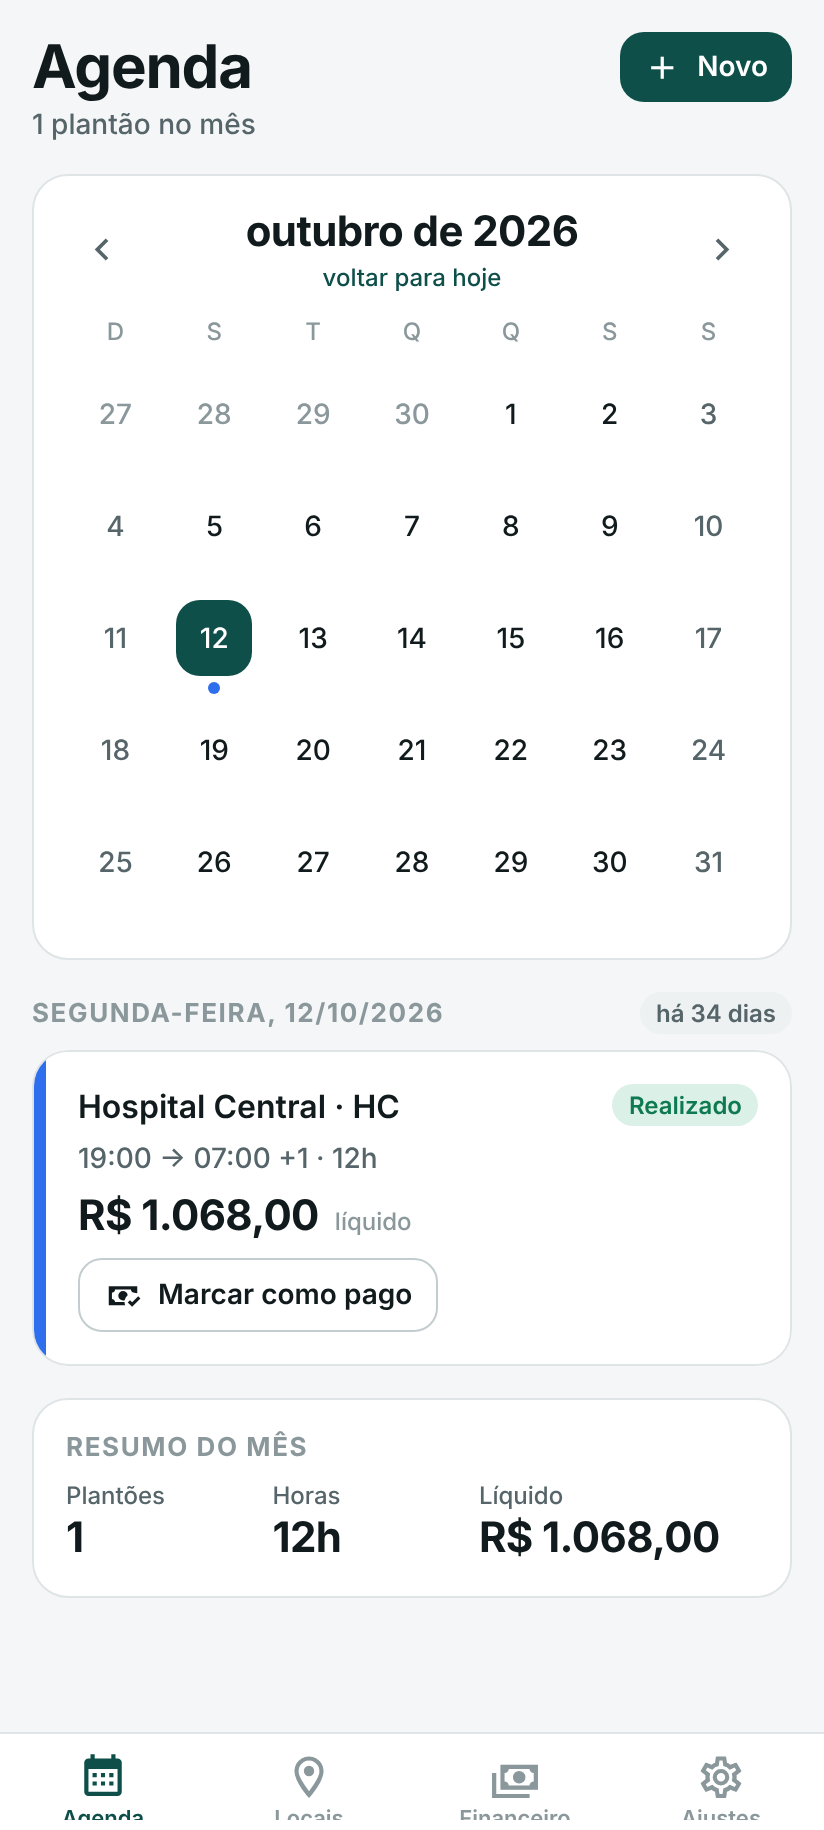 Agenda
Novo
1 plantão no mês
outubro de 2026
voltar para hoje
D S T Q Q S S
27 28 29 30 1 2 3
4 5 6 7 8 9 10
11 12 13 14 15 16 17
18 19 20 21 22 23 24
25 26 27 28 29 30 31
SEGUNDA-FEIRA, 12/10/2026
há 34 dias
Hospital Central · HC
Realizado
19:00 → 07:00 +1 · 12h
R$ 1.068,00 líquido
Marcar como pago
RESUMO DO MÊS
Plantões Horas Líquido
1 12h R$ 1.068,00
Agenda Locais Financeiro Ajustes